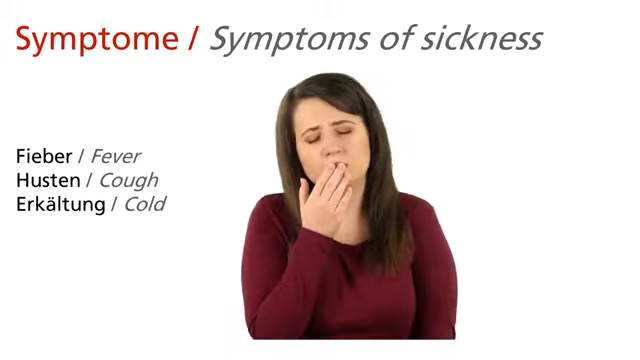 Symptome / Symptoms of sickness
Fieber / Fever
Husten / Cough
Erkältung / Cold